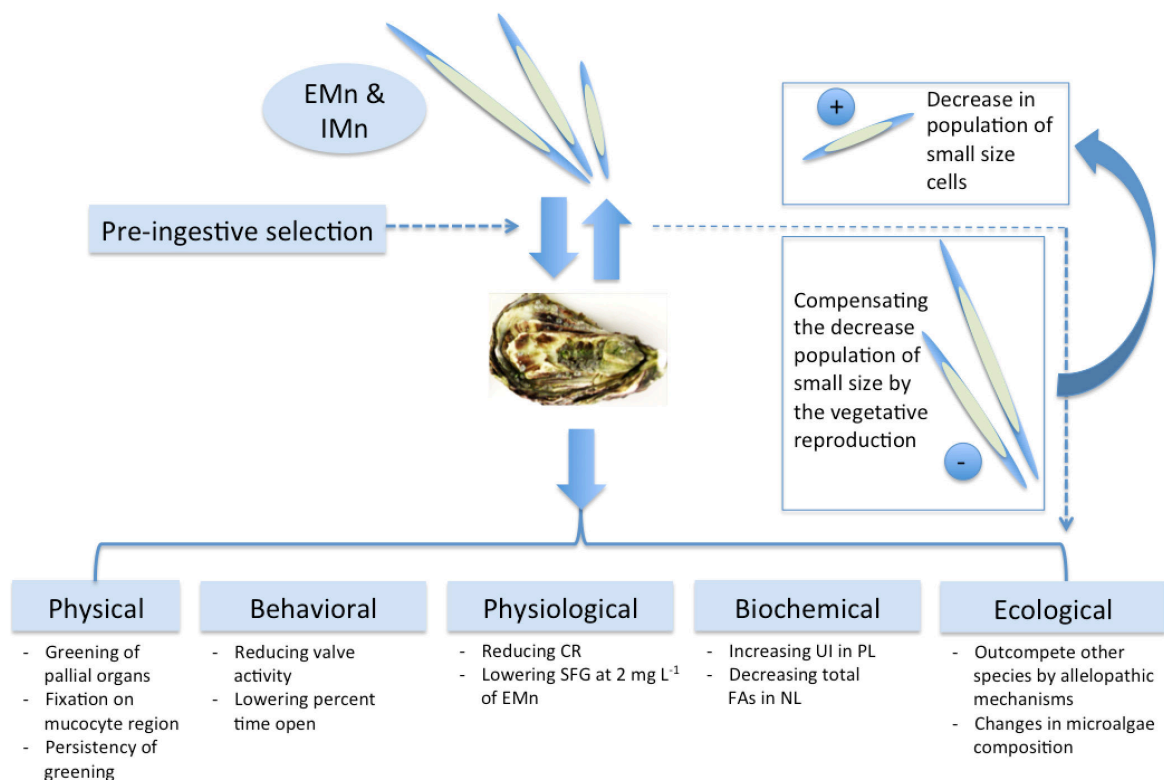 EMn &
IMn
+
Decrease in
population of
small size
cells
Pre-ingestive selection
Compensating
the decrease
population of
small size by
the vegetative
reproduction
-
Physical
- Greening of
pallial organs
- Fixation on
mucocyte region
- Persistency of
greening
Behavioral
- Reducing valve
activity
- Lowering percent
time open
Physiological
- Reducing CR
- Lowering SFG at 2 mg L⁻¹
of EMn
Biochemical
- Increasing UI in PL
- Decreasing total
FAs in NL
Ecological
- Outcompete other
species by allelopathic
mechanisms
- Changes in microalgae
composition